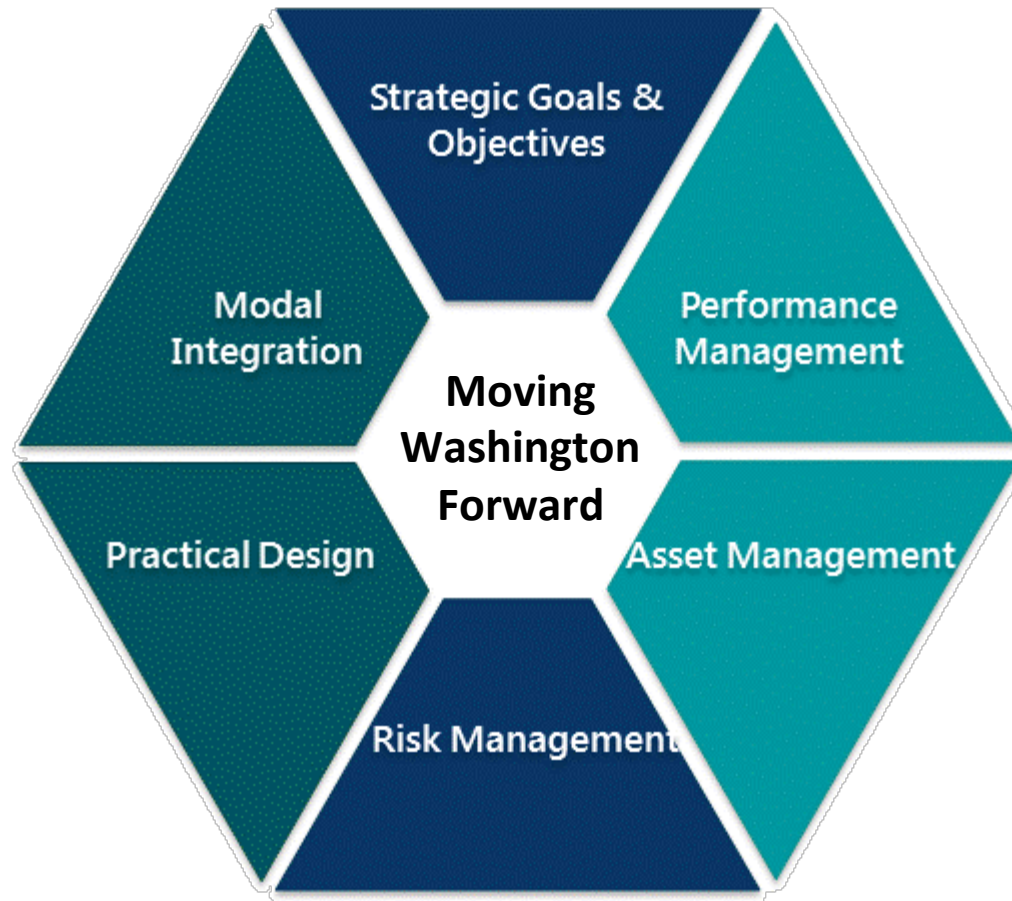 Strategic Goals &
Objectives
Modal
Integration
Performance
Management
Moving
Washington
Forward
Practical Design
Asset Management
Risk Management